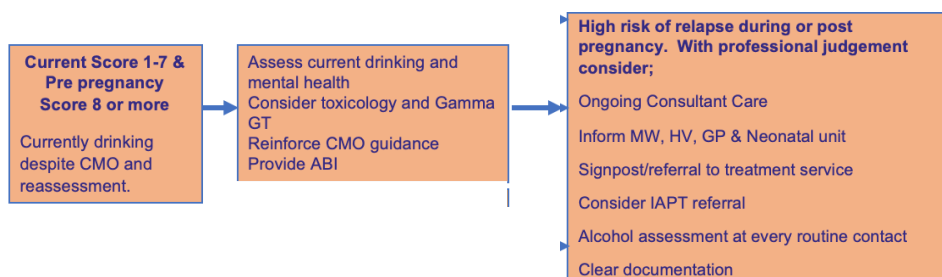 Current Score 1-7 &
Pre pregnancy
Score 8 or more
Currently drinking
despite CMO and
reassessment.
Assess current drinking and
mental health
Consider toxicology and Gamma
GT
Reinforce CMO guidance
Provide ABI
High risk of relapse during or post
pregnancy.  With professional judgement
consider;
Ongoing Consultant Care
Inform MW, HV, GP & Neonatal unit
Signpost/referral to treatment service
Consider IAPT referral
Alcohol assessment at every routine contact
Clear documentation